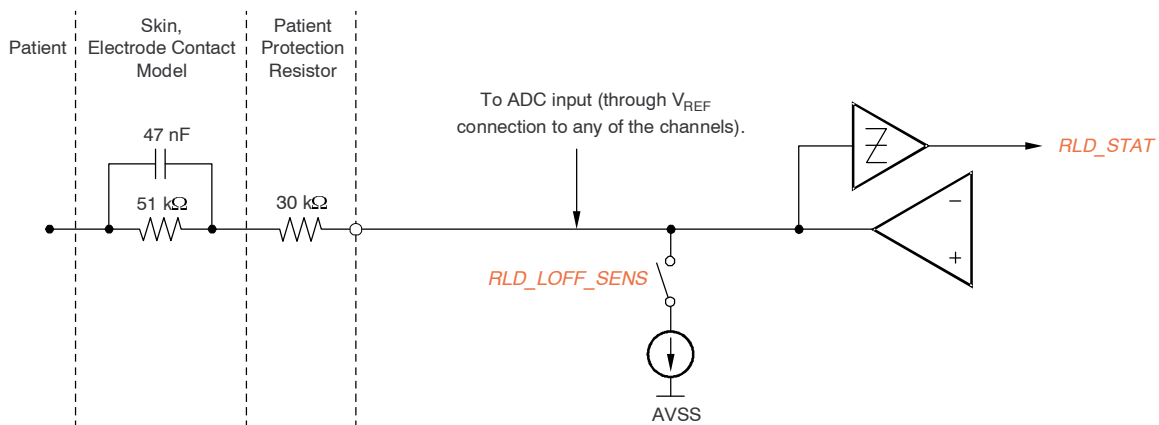 Patient
Skin,
Electrode Contact
Model
Patient
Protection
Resistor
To ADC input (through VREF
connection to any of the channels).
47 nF
51 kΩ
30 kΩ
RLD_STAT
−
+
RLD_LOFF_SENS
AVSS